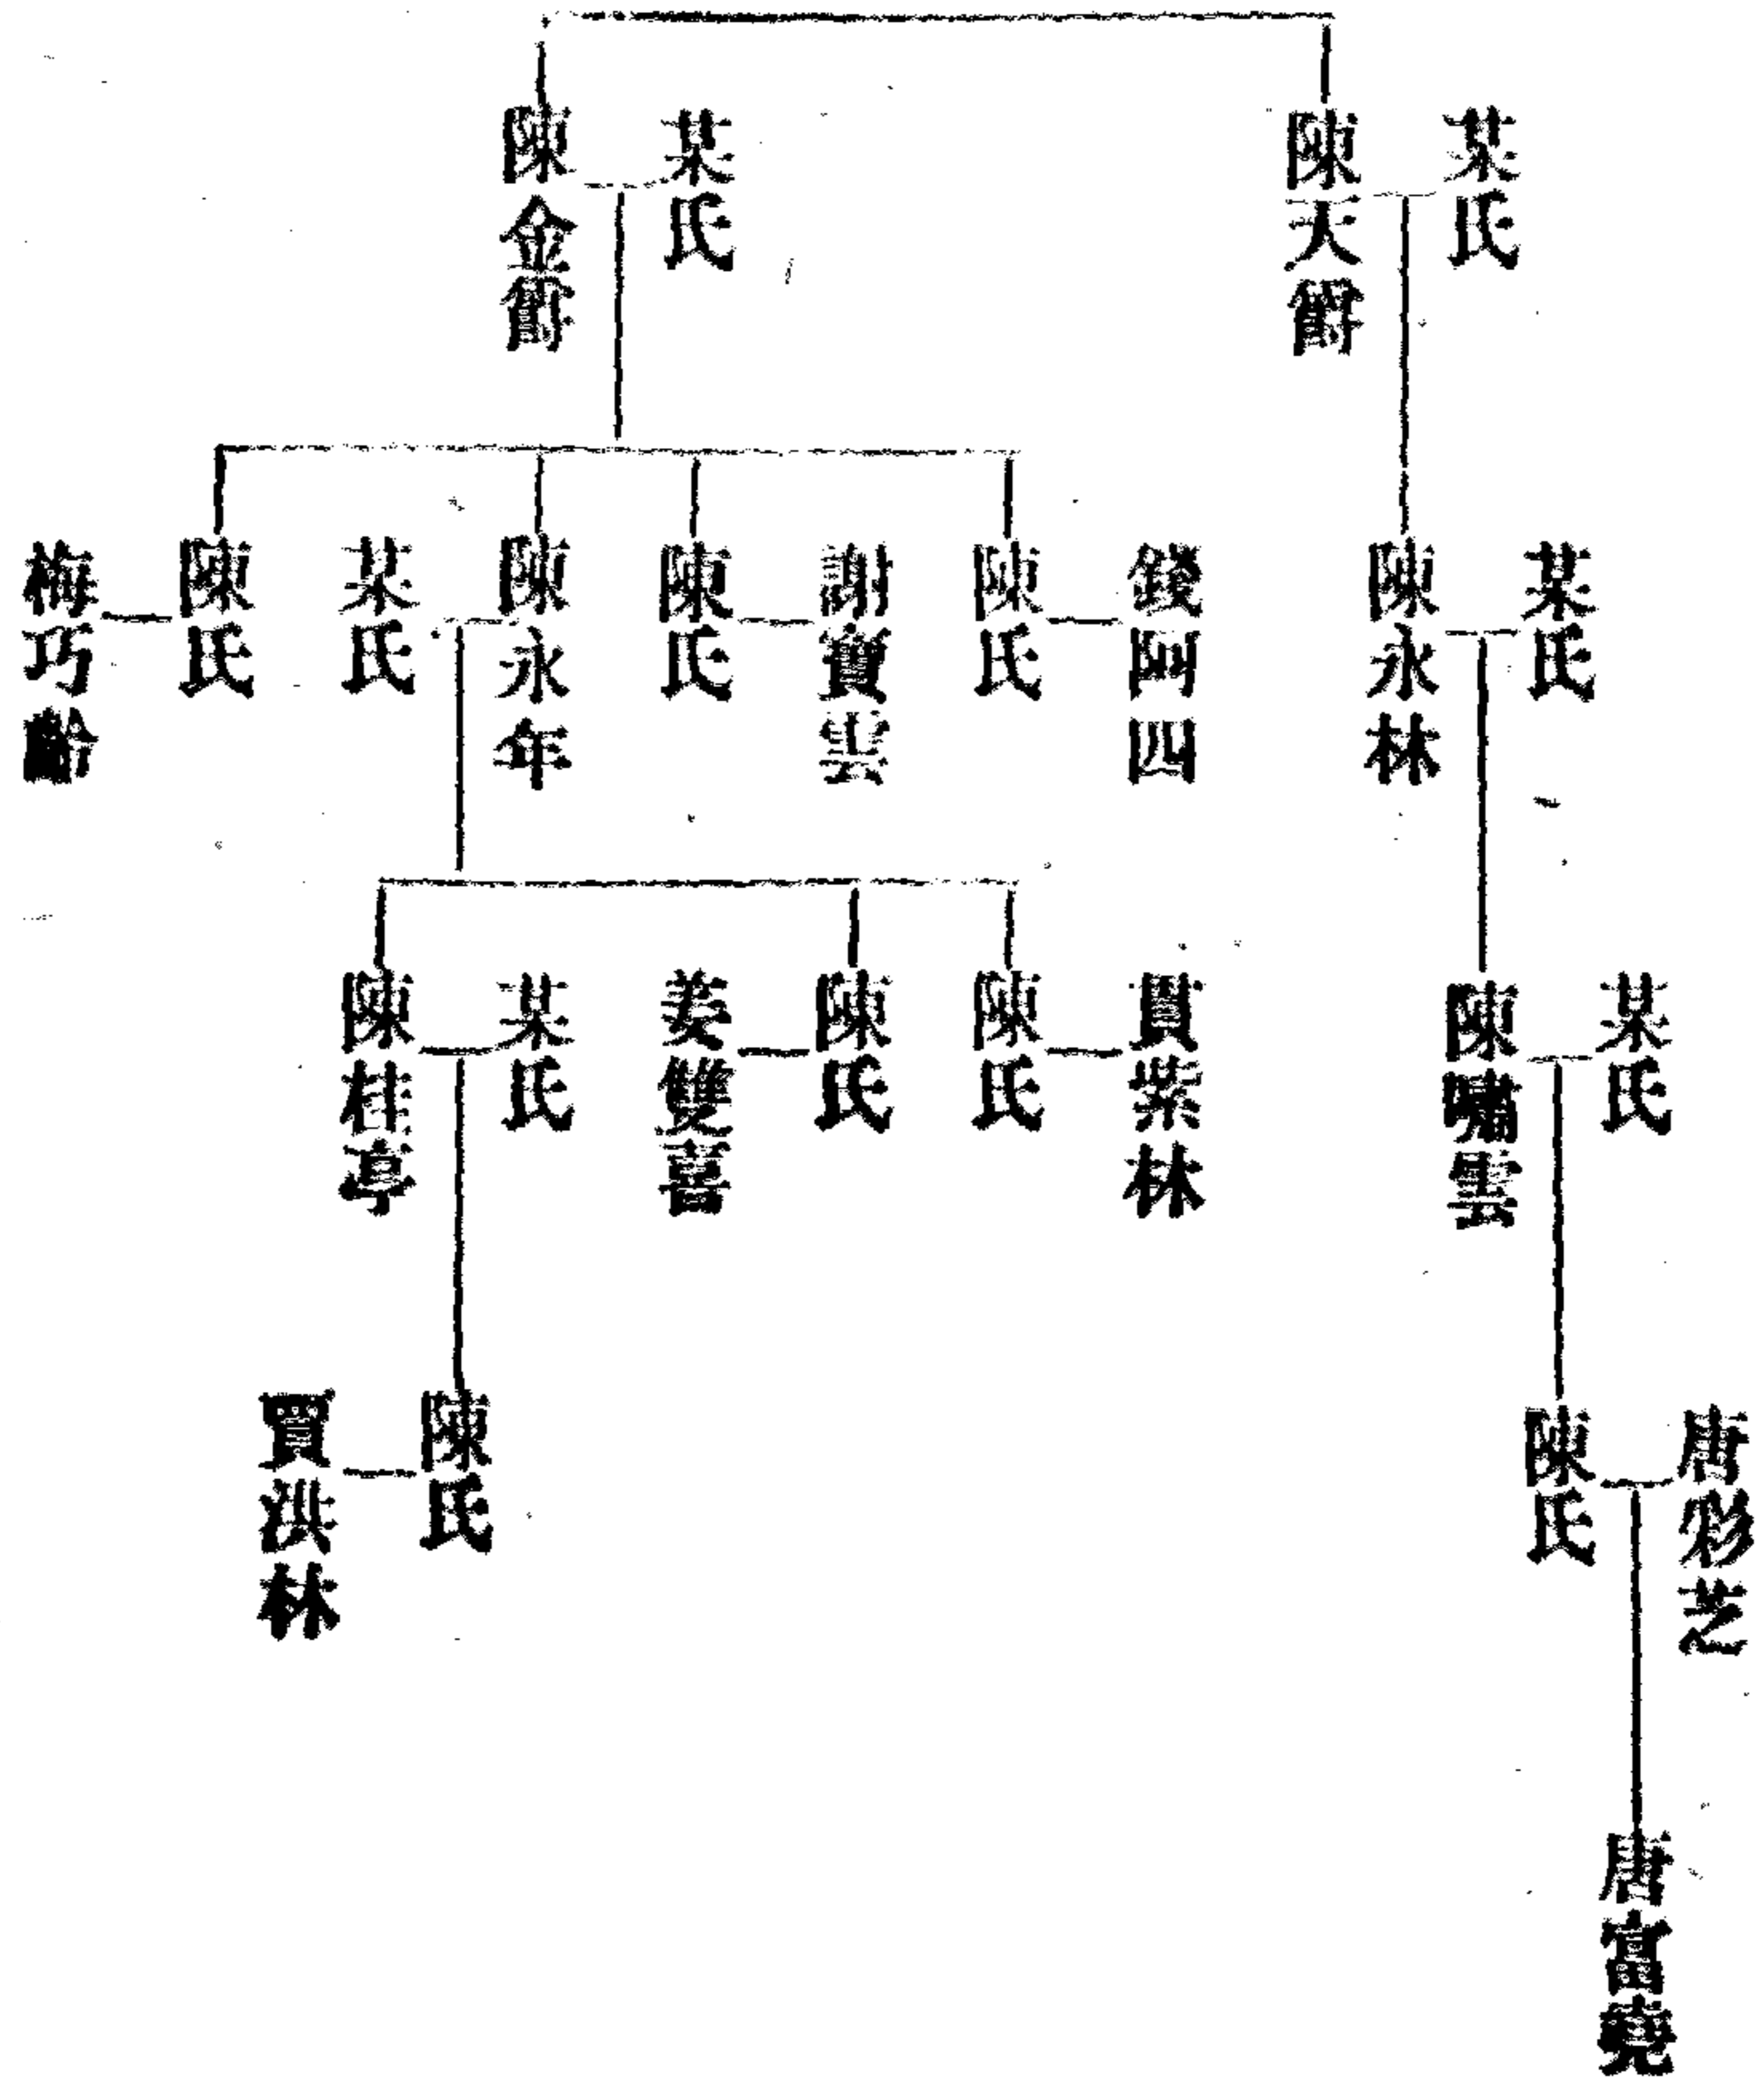 某氏
陳天爵
某氏
陳金爵
某氏
陳永林
錢阿四
陳氏
謝寶雲
陳氏
陳永年
某氏
陳氏
梅巧齡
某氏
陳嘯雲
賈紫林
陳氏
陳氏
姜雙喜
某氏
陳桂亭
唐彩芝
陳氏
陳氏
賈洪林
唐富堯